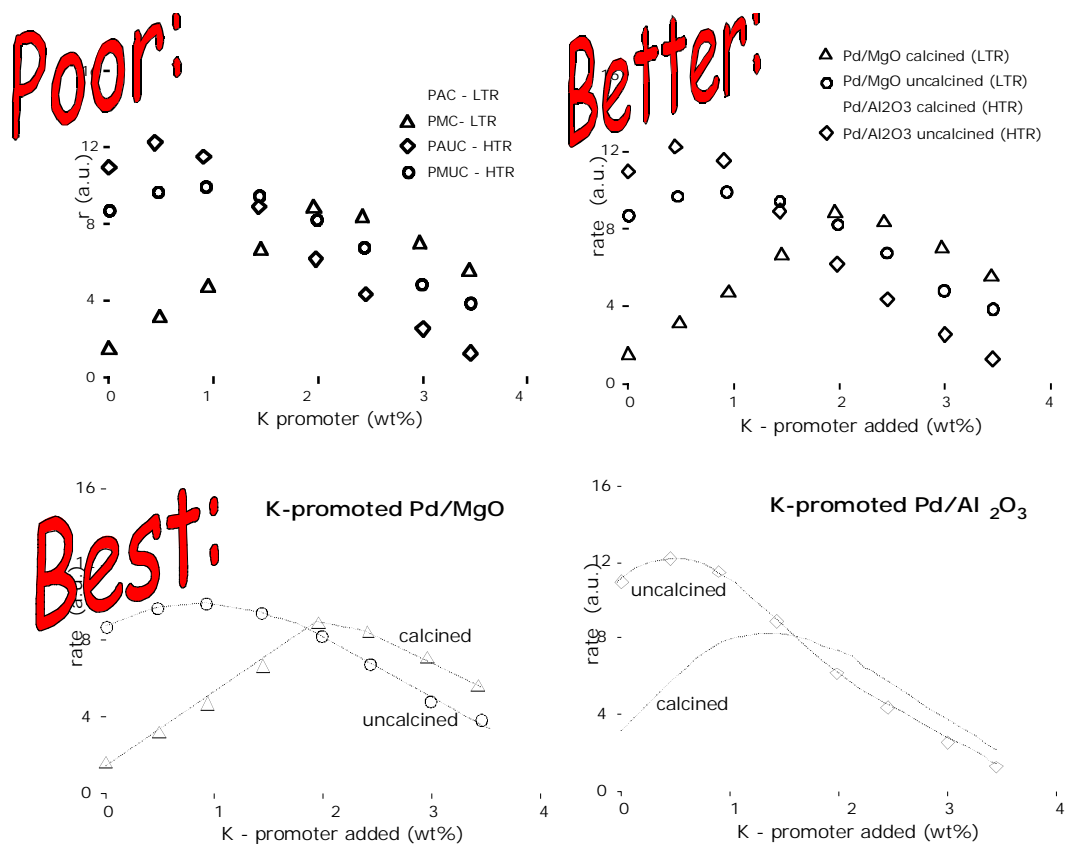 Poor:
PAC - LTR
PMC- LTR
PAUC - HTR
PMUC - HTR
12
8
4
0
r (a.u.)
0 1 2 3 4
K promoter (wt%)
Better:
Pd/MgO calcined (LTR)
Pd/MgO uncalcined (LTR)
Pd/Al2O3 calcined (HTR)
Pd/Al2O3 uncalcined (HTR)
12
8
4
0
rate (a.u.)
0 1 2 3 4
K - promoter added (wt%)
Best:
K-promoted Pd/MgO
16
8
4
0
rate (a.u.)
calcined
uncalcined
0 1 2 3 4
K - promoter added (wt%)
K-promoted Pd/Al 2O3
16
12
8
4
0
rate (a.u.)
uncalcined
calcined
0 1 2 3 4
K - promoter added (wt%)